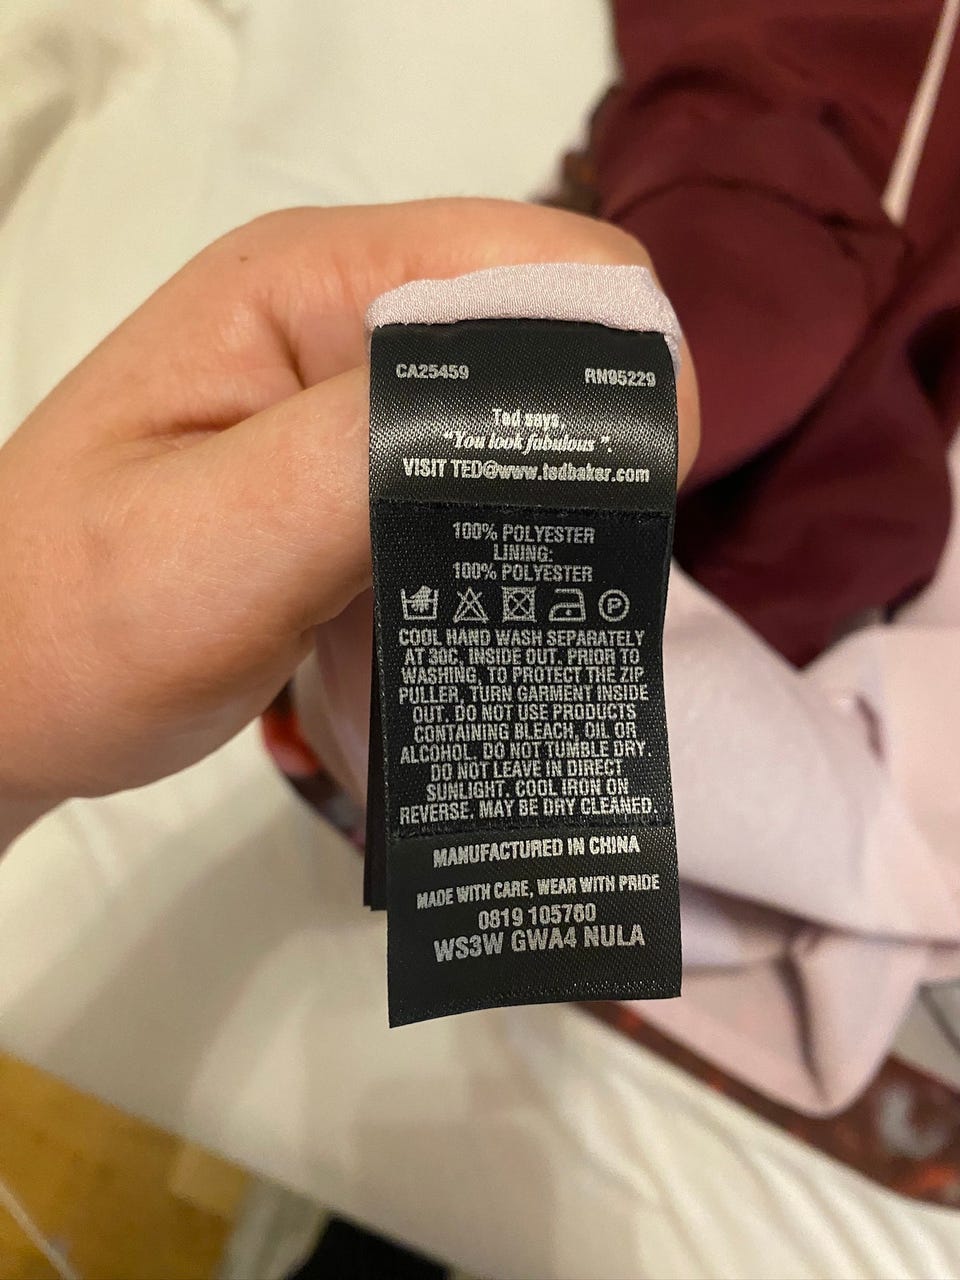 CA25459 RN95229
Ted says,
"You look fabulous".
VISIT TED@www.tedbaker.com
100% POLYESTER
LINING:
100% POLYESTER
P
COOL HAND WASH SEPARATELY
AT 30C, INSIDE OUT. PRIOR TO
WASHING, TO PROTECT THE ZIP
PULLER, TURN GARMENT INSIDE
OUT. DO NOT USE PRODUCTS
CONTAINING BLEACH, OIL OR
ALCOHOL. DO NOT TUMBLE DRY.
DO NOT LEAVE IN DIRECT
SUNLIGHT. COOL IRON ON
REVERSE. MAY BE DRY CLEANED.
MANUFACTURED IN CHINA
MADE WITH CARE, WEAR WITH PRIDE
0819 105760
WS3W GWA4 NULA